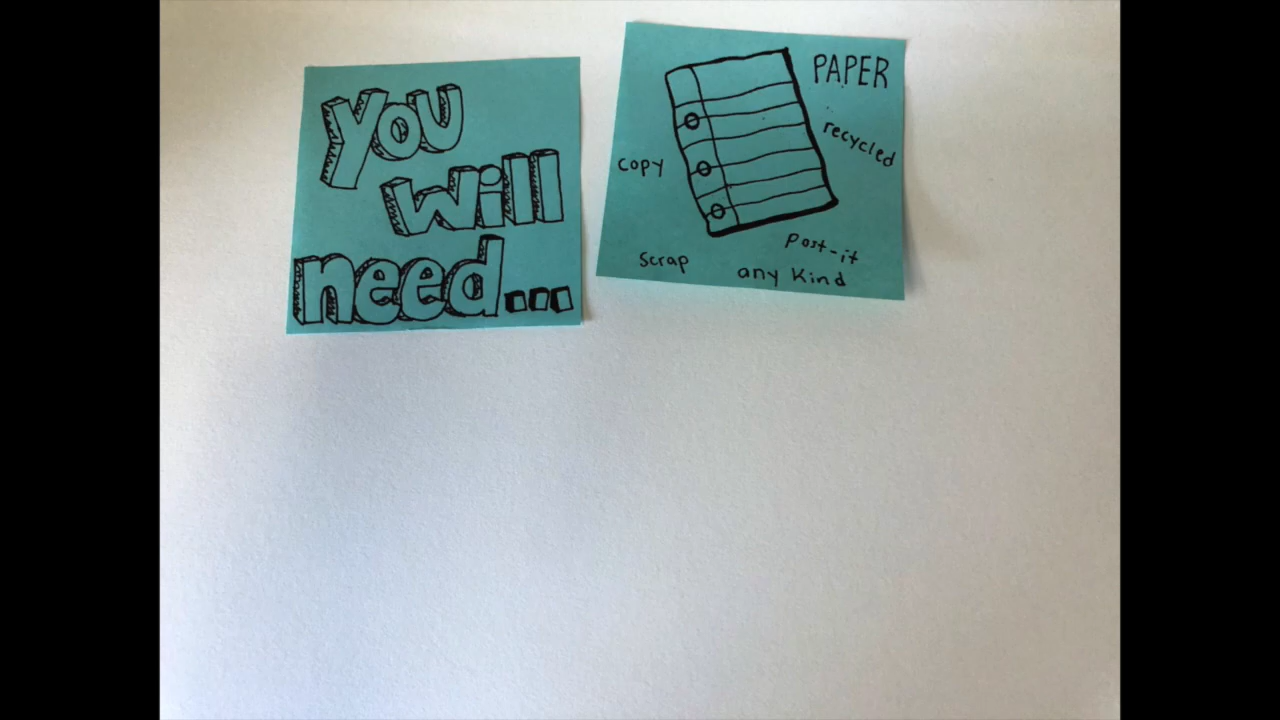 You
will
need...
PAPER
recycled
copy
Post-it
scrap
any Kind